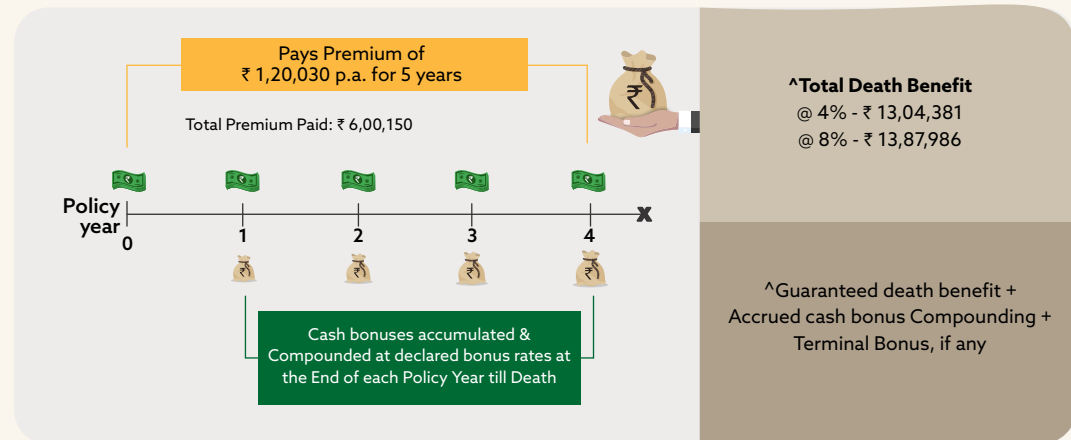 Pays Premium of
₹ 1,20,030 p.a. for 5 years
Total Premium Paid: ₹ 6,00,150
Policy
year
0
1
2
3
4
x
₹
₹
₹
₹
₹
Cash bonuses accumulated &
Compounded at declared bonus rates at
the End of each Policy Year till Death
^Total Death Benefit
@ 4% - ₹ 13,04,381
@ 8% - ₹ 13,87,986
^Guaranteed death benefit +
Accrued cash bonus Compounding +
Terminal Bonus, if any